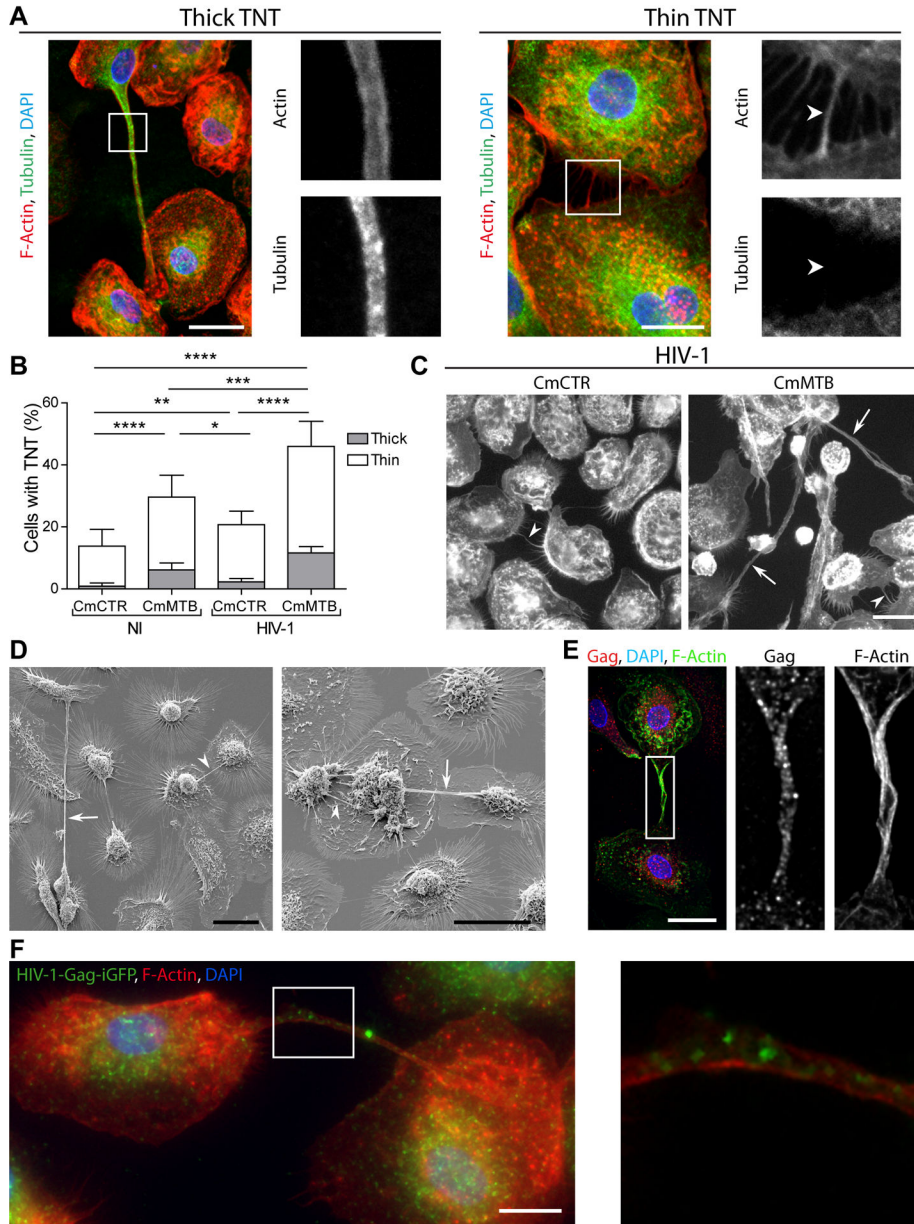 A
Thick TNT
Thin TNT
F-Actin, Tubulin, DAPI
Actin
Tubulin
F-Actin, Tubulin, DAPI
Actin
Tubulin
B
****
***
**
****
****
*
Cells with TNT (%)
60
40
20
0
Thick
Thin
CmCTR CmMTB CmCTR CmMTB
NI
HIV-1
C
HIV-1
CmCTR
CmMTB
D
E
Gag, DAPI, F-Actin
Gag
F-Actin
F
HIV-1-Gag-iGFP, F-Actin, DAPI